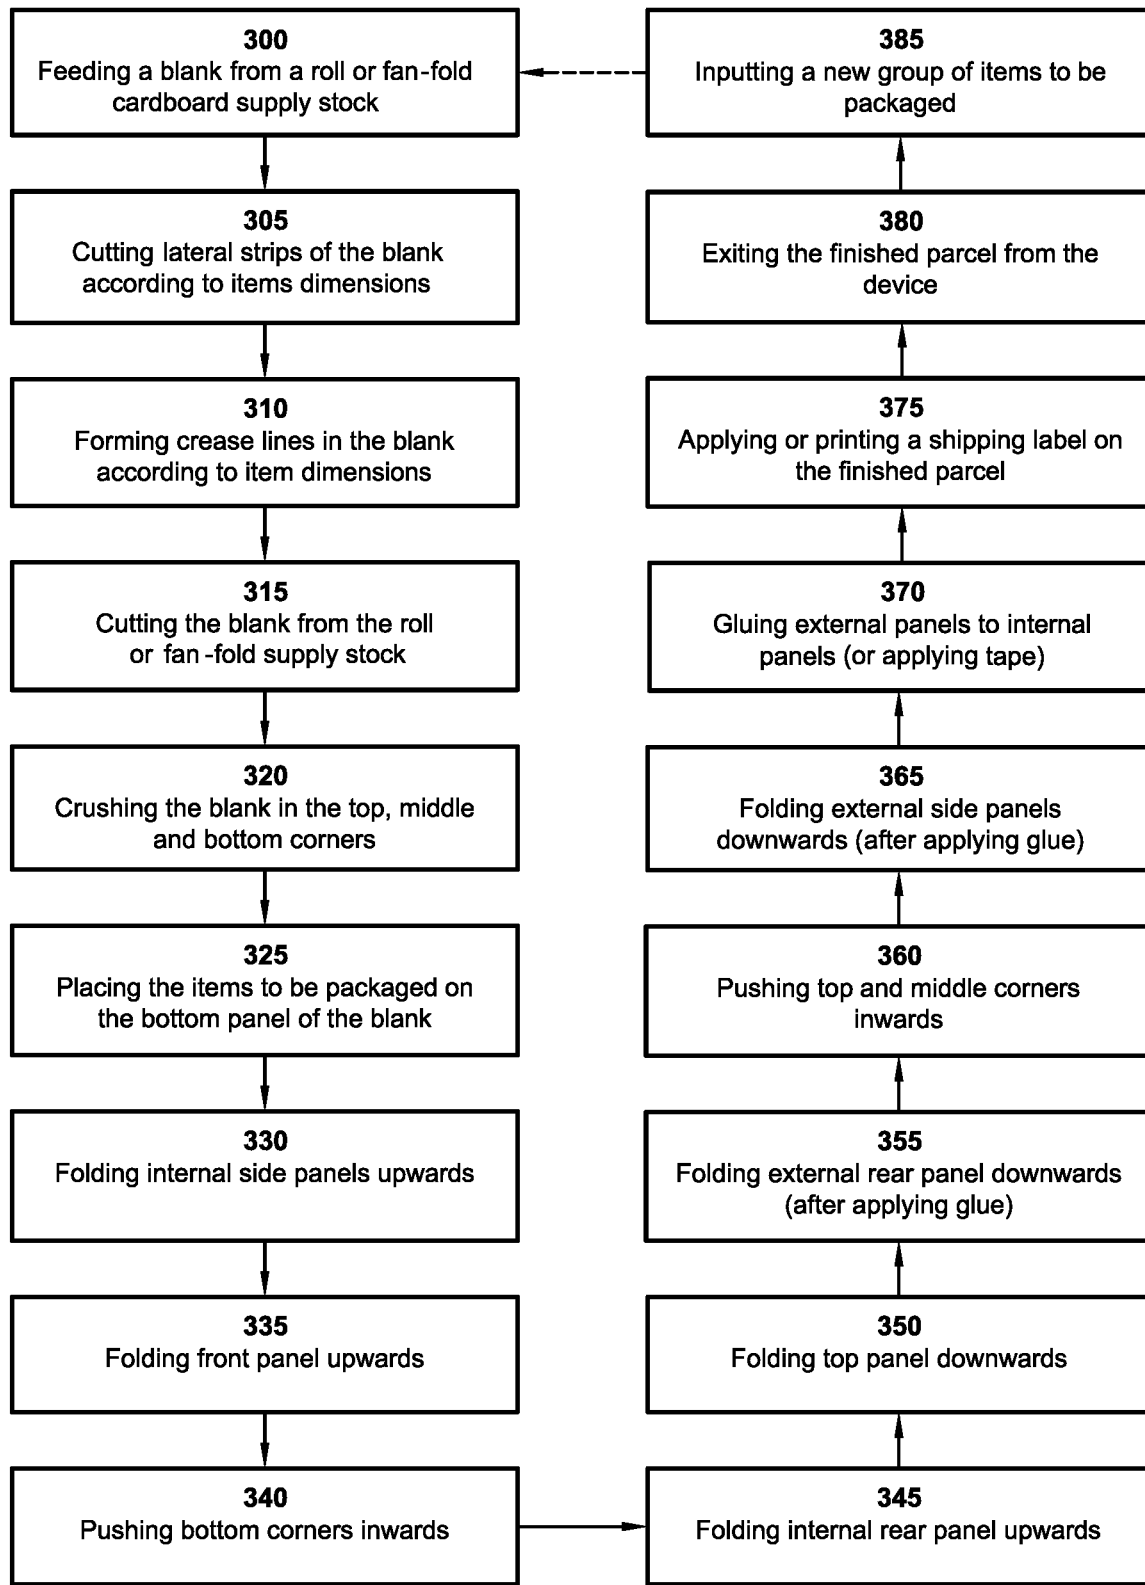 300
Feeding a blank from a roll or fan-fold
cardboard supply stock
305
Cutting lateral strips of the blank
according to items dimensions
310
Forming crease lines in the blank
according to item dimensions
315
Cutting the blank from the roll
or fan-fold supply stock
320
Crushing the blank in the top, middle
and bottom corners
325
Placing the items to be packaged on
the bottom panel of the blank
330
Folding internal side panels upwards
335
Folding front panel upwards
340
Pushing bottom corners inwards
345
Folding internal rear panel upwards
350
Folding top panel downwards
355
Folding external rear panel downwards
(after applying glue)
360
Pushing top and middle corners
inwards
365
Folding external side panels
downwards (after applying glue)
370
Gluing external panels to internal
panels (or applying tape)
375
Applying or printing a shipping label on
the finished parcel
380
Exiting the finished parcel from the
device
385
Inputting a new group of items to be
packaged